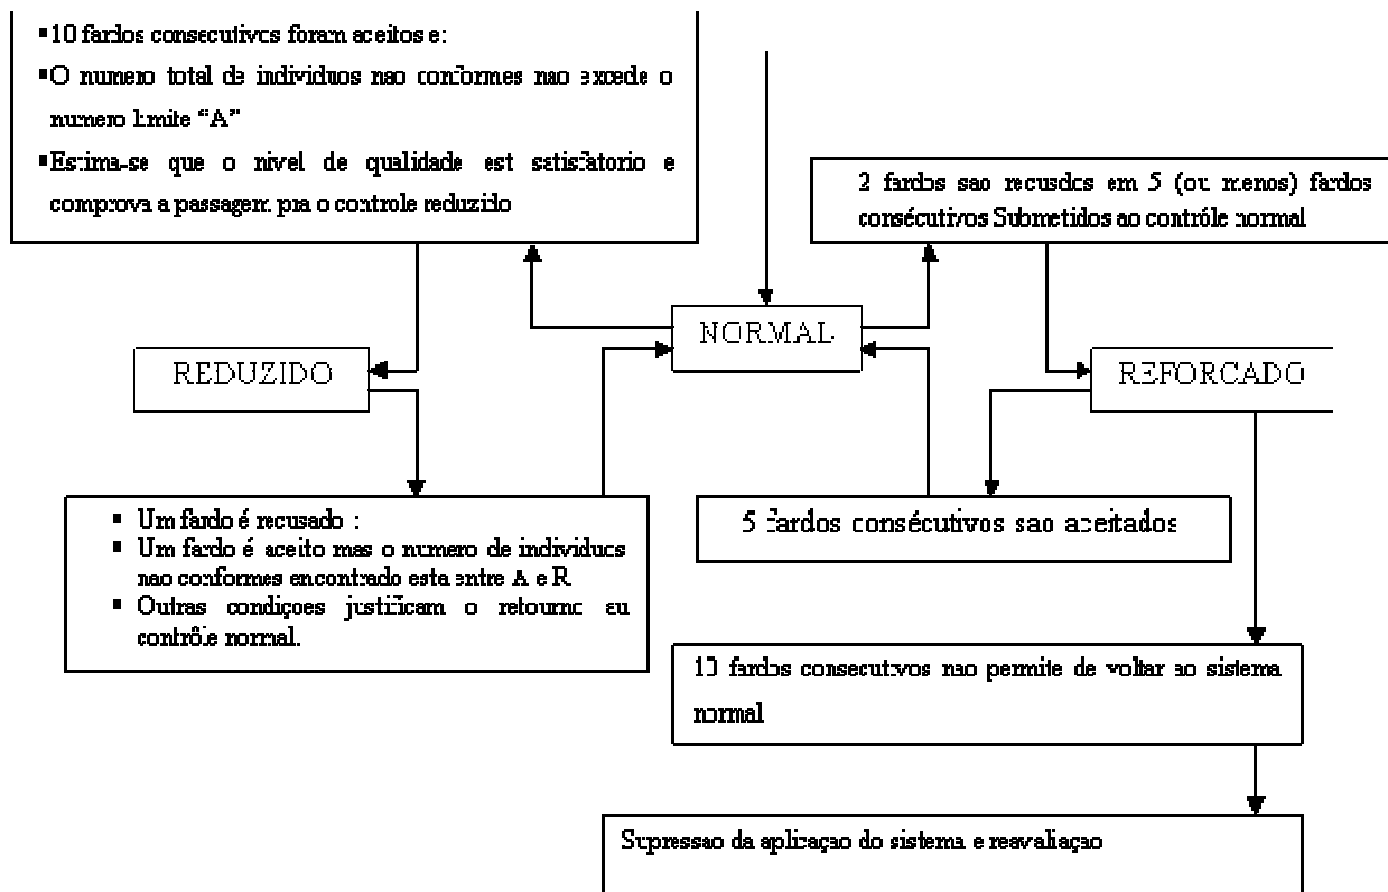 ▪10 fardos consecutivos foram aceitos e:
▪O numero total de individuos nao conformes nao excede o
numero limite “A”
▪Estima-se que o nivel de qualidade est satisfatorio e
comprova a passagem pra o controle reduzido
2 fardos sao recusdos em 5 (ou menos) fardos
consécutivos Submetidos ao contrôle normal
NORMAL
REDUZIDO
REFORCADO
▪ Um fardo é recusado :
▪ Um fardo é aceito mas o numero de individuos
nao conformes encontrado esta entre A e R
▪ Outras condiçoes justificam o retourno au
contrôle normal.
5 fardos consécutivos sao aceitados
fardos consecutivos nao permite de voltar ao sistema
normal
Supressao da aplicaçao do sistema e reavaliaçao